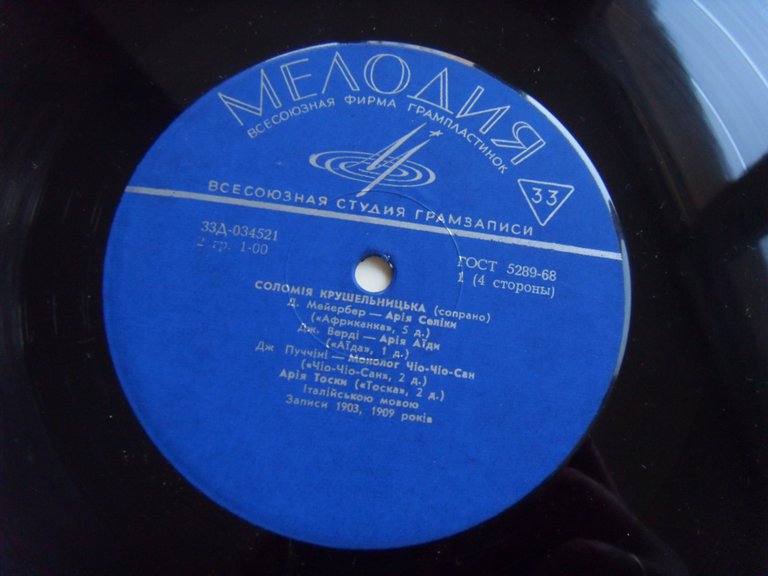 МЕЛОДИЯ
ВСЕСОЮЗНАЯ ФИРМА ГРАМПЛАСТИНОК
33
ВСЕСОЮЗНАЯ СТУДИЯ ГРАМЗАПИСИ
33Д-034521
2 гр. 1-00
ГОСТ 5289-68
1 (4 стороны)
СОЛОМІЯ КРУШЕЛЬНИЦЬКА (сопрано)
Д. Мейербер — Арія Селіки
(«Африканка», 5 д.)
Дж. Верді — Арія Аїди
(«Аїда», 1 д.)
Дж Пуччіні — Монолог Чіо-Чіо-Сан
(«Чіо-Чіо-Сан», 2 д.)
Арія Тоски («Тоска», 2 д.)
Італійською мовою
Записи 1903, 1909 років